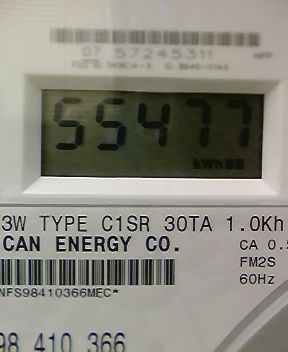 07 57245311
55477
kWh
3W TYPE C1SR 30TA 1.0Kh
CAN ENERGY CO.
CA 0.5
FM2S
60Hz
NFS98410366MEC*
98 410 366